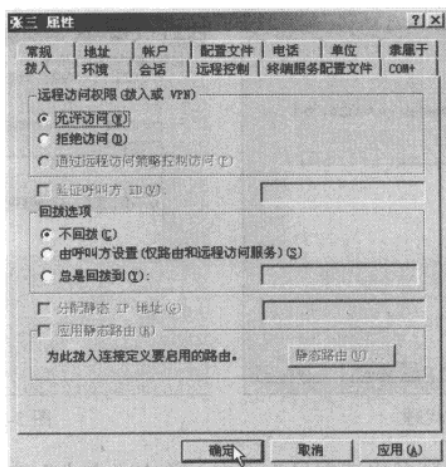 张三 属性
常规 地址 帐户 配置文件 电话 单位 隶属于
拨入 环境 会话 远程控制 终端服务配置文件 COM+
远程访问权限(拨入或 VPN)
允许访问(W)
拒绝访问(D)
通过远程访问策略控制访问(P)
验证呼叫方 ID(V):
回拨选项
不回拨(C)
由呼叫方设置(仅路由和远程访问服务)(S)
总是回拨到(Y):
分配静态 IP 地址(G)
应用静态路由(R)
为此拨入连接定义要启用的路由。
静态路由(U)...
确定 取消 应用(A)